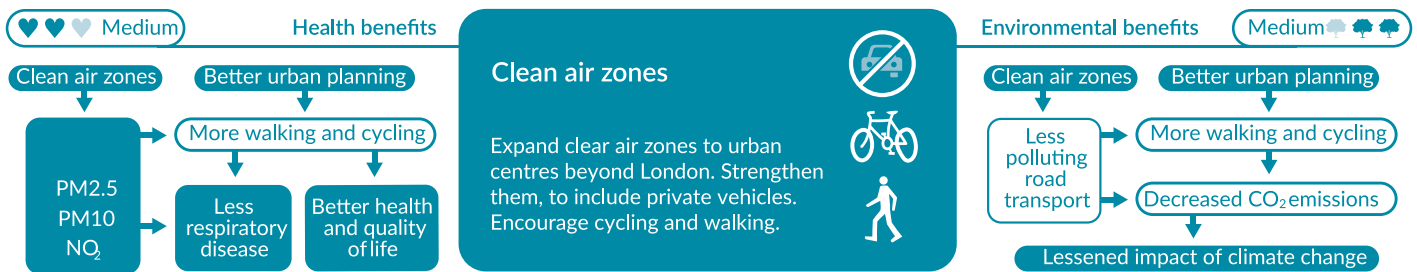 Medium
Health benefits
Clean air zones
Better urban planning
More walking and cycling
PM2.5
PM10
NO₂
Less
respiratory
disease
Better health
and quality
of life
Clean air zones
Expand clear air zones to urban
centres beyond London. Strengthen
them, to include private vehicles.
Encourage cycling and walking.
Environmental benefits
Medium
Clean air zones
Better urban planning
Less
polluting
road
transport
More walking and cycling
Decreased CO₂ emissions
Lessened impact of climate change